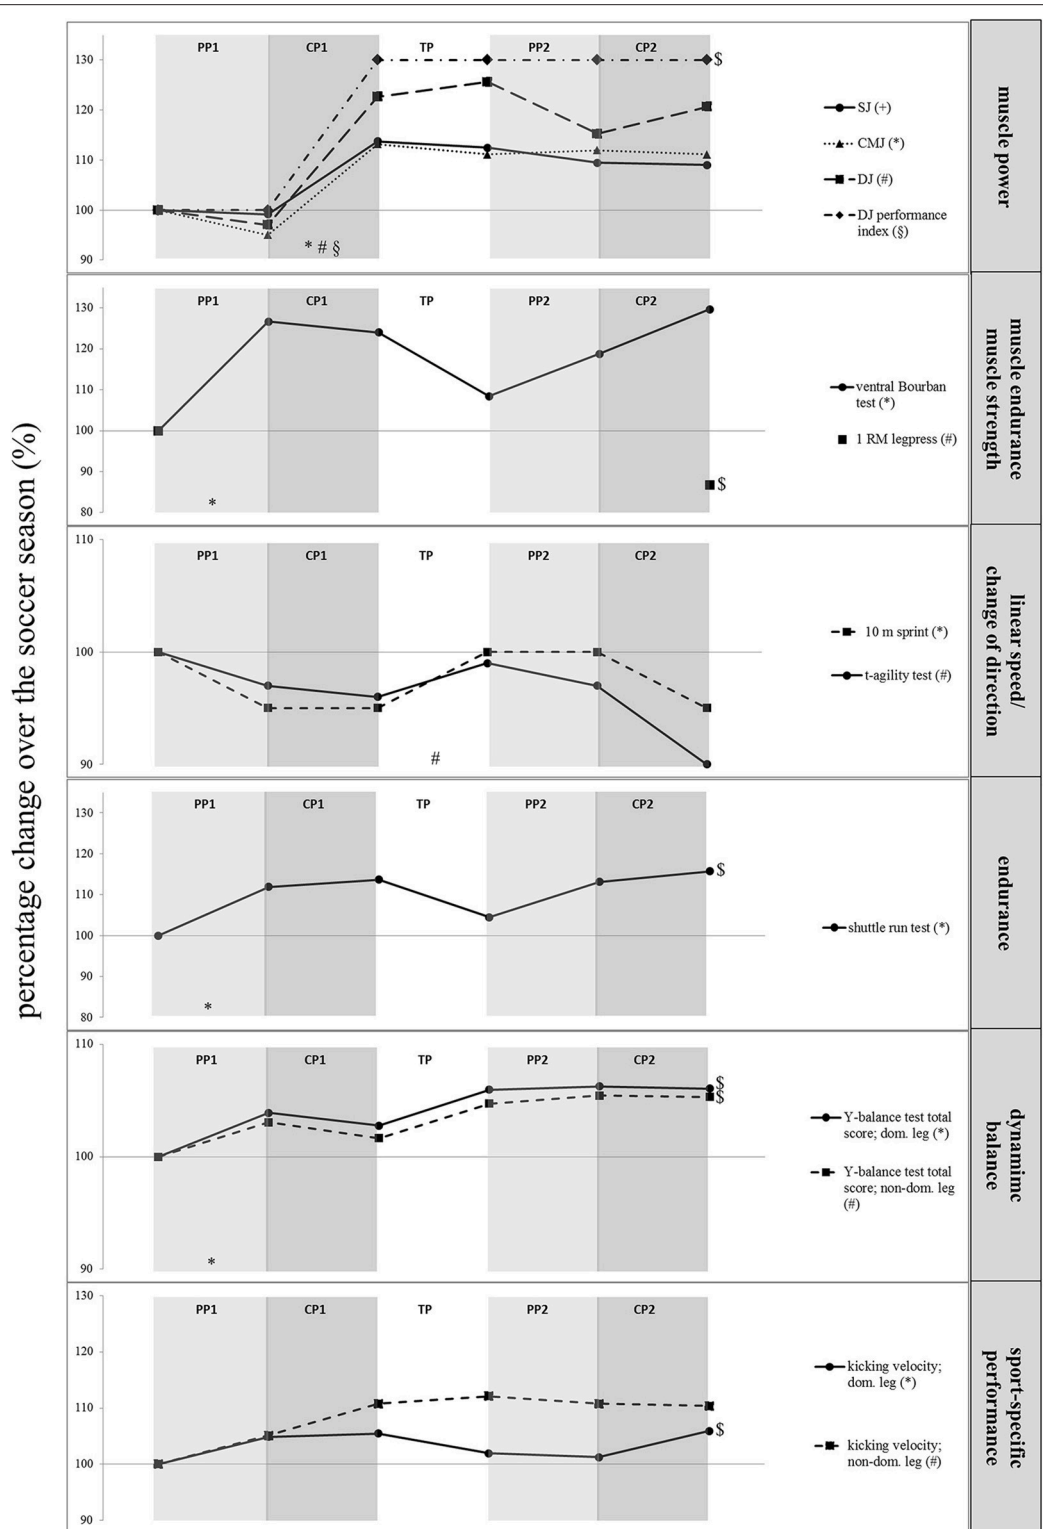 percentage change over the soccer season (%)
PP1 CP1 TP PP2 CP2
130
120
110
100
90
$
* # §
SJ (+)
CMJ (*)
DJ (#)
DJ performance
index (§)
muscle power
PP1 CP1 TP PP2 CP2
130
120
110
100
90
80
*
$
ventral Bourban
test (*)
1 RM legpress (#)
muscle endurance
muscle strength
110
PP1 CP1 TP PP2 CP2
100
90
#
10 m sprint (*)
t-agility test (#)
linear speed/
change of direction
PP1 CP1 TP PP2 CP2
130
120
110
100
90
80
*
$
shuttle run test (*)
endurance
110
PP1 CP1 TP PP2 CP2
100
90
*
$
$
Y-balance test total
score; dom. leg (*)
Y-balance test total
score; non-dom. leg
(#)
dynamimc
balance
130
PP1 CP1 TP PP2 CP2
120
110
100
90
$
kicking velocity;
dom. leg (*)
kicking velocity;
non-dom. leg (#)
sport-specific
performance